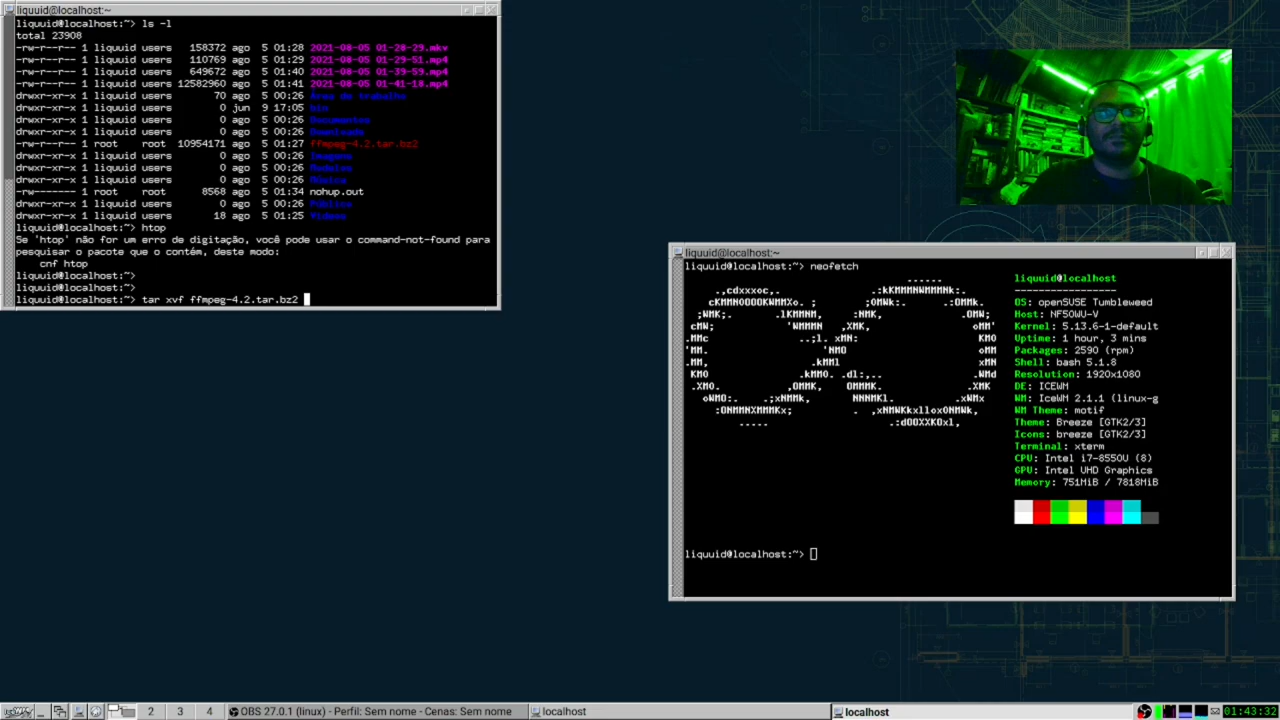 liquuid@localhost:~
liquuid@localhost:~> ls -l
total 23908
-rw-r--r-- 1 liquuid users 158372 ago 5 01:28 2021-08-05 01-28-29.mkv
-rw-r--r-- 1 liquuid users 110769 ago 5 01:29 2021-08-05 01-29-51.mp4
-rw-r--r-- 1 liquuid users 649672 ago 5 01:40 2021-08-05 01-39-59.mp4
-rw-r--r-- 1 liquuid users 12582960 ago 5 01:41 2021-08-05 01-41-18.mp4
drwxr-xr-x 1 liquuid users 70 ago 5 00:26 Área de trabalho
drwxr-xr-x 1 liquuid users 0 jun 9 17:05 bin
drwxr-xr-x 1 liquuid users 0 ago 5 00:26 Documentos
drwxr-xr-x 1 liquuid users 0 ago 5 00:26 Downloads
-rw-r--r-- 1 root root 10954171 ago 5 01:27 ffmpeg-4.2.tar.bz2
drwxr-xr-x 1 liquuid users 0 ago 5 00:26 Imagens
drwxr-xr-x 1 liquuid users 0 ago 5 00:26 Modelos
drwxr-xr-x 1 liquuid users 0 ago 5 00:26 Música
-rw------- 1 root root 8568 ago 5 01:34 nohup.out
drwxr-xr-x 1 liquuid users 0 ago 5 00:26 Público
drwxr-xr-x 1 liquuid users 18 ago 5 01:25 Vídeos
liquuid@localhost:~> htop
Se 'htop' não for um erro de digitação, você pode usar o command-not-found para
pesquisar o pacote que o contém, deste modo:
cnf htop
liquuid@localhost:~>
liquuid@localhost:~>
liquuid@localhost:~> tar xvf ffmpeg-4.2.tar.bz2
liquuid@localhost:~
liquuid@localhost:~> neofetch
liquuid@localhost
-----------------
OS: openSUSE Tumbleweed
Host: NF50WU-V
Kernel: 5.13.6-1-default
Uptime: 1 hour, 3 mins
Packages: 2590 (rpm)
Shell: bash 5.1.8
Resolution: 1920x1080
DE: ICEWM
WM: IceWM 2.1.1 (linux-g
WM Theme: motif
Theme: Breeze [GTK2/3]
Icons: breeze [GTK2/3]
Terminal: xterm
CPU: Intel i7-8550U (8)
GPU: Intel UHD Graphics
Memory: 751MiB / 7818MiB
liquuid@localhost:~>
2 3 4 OBS 27.0.1 (linux) - Perfil: Sem nome - Cenas: Sem nome localhost localhost 01:43:32